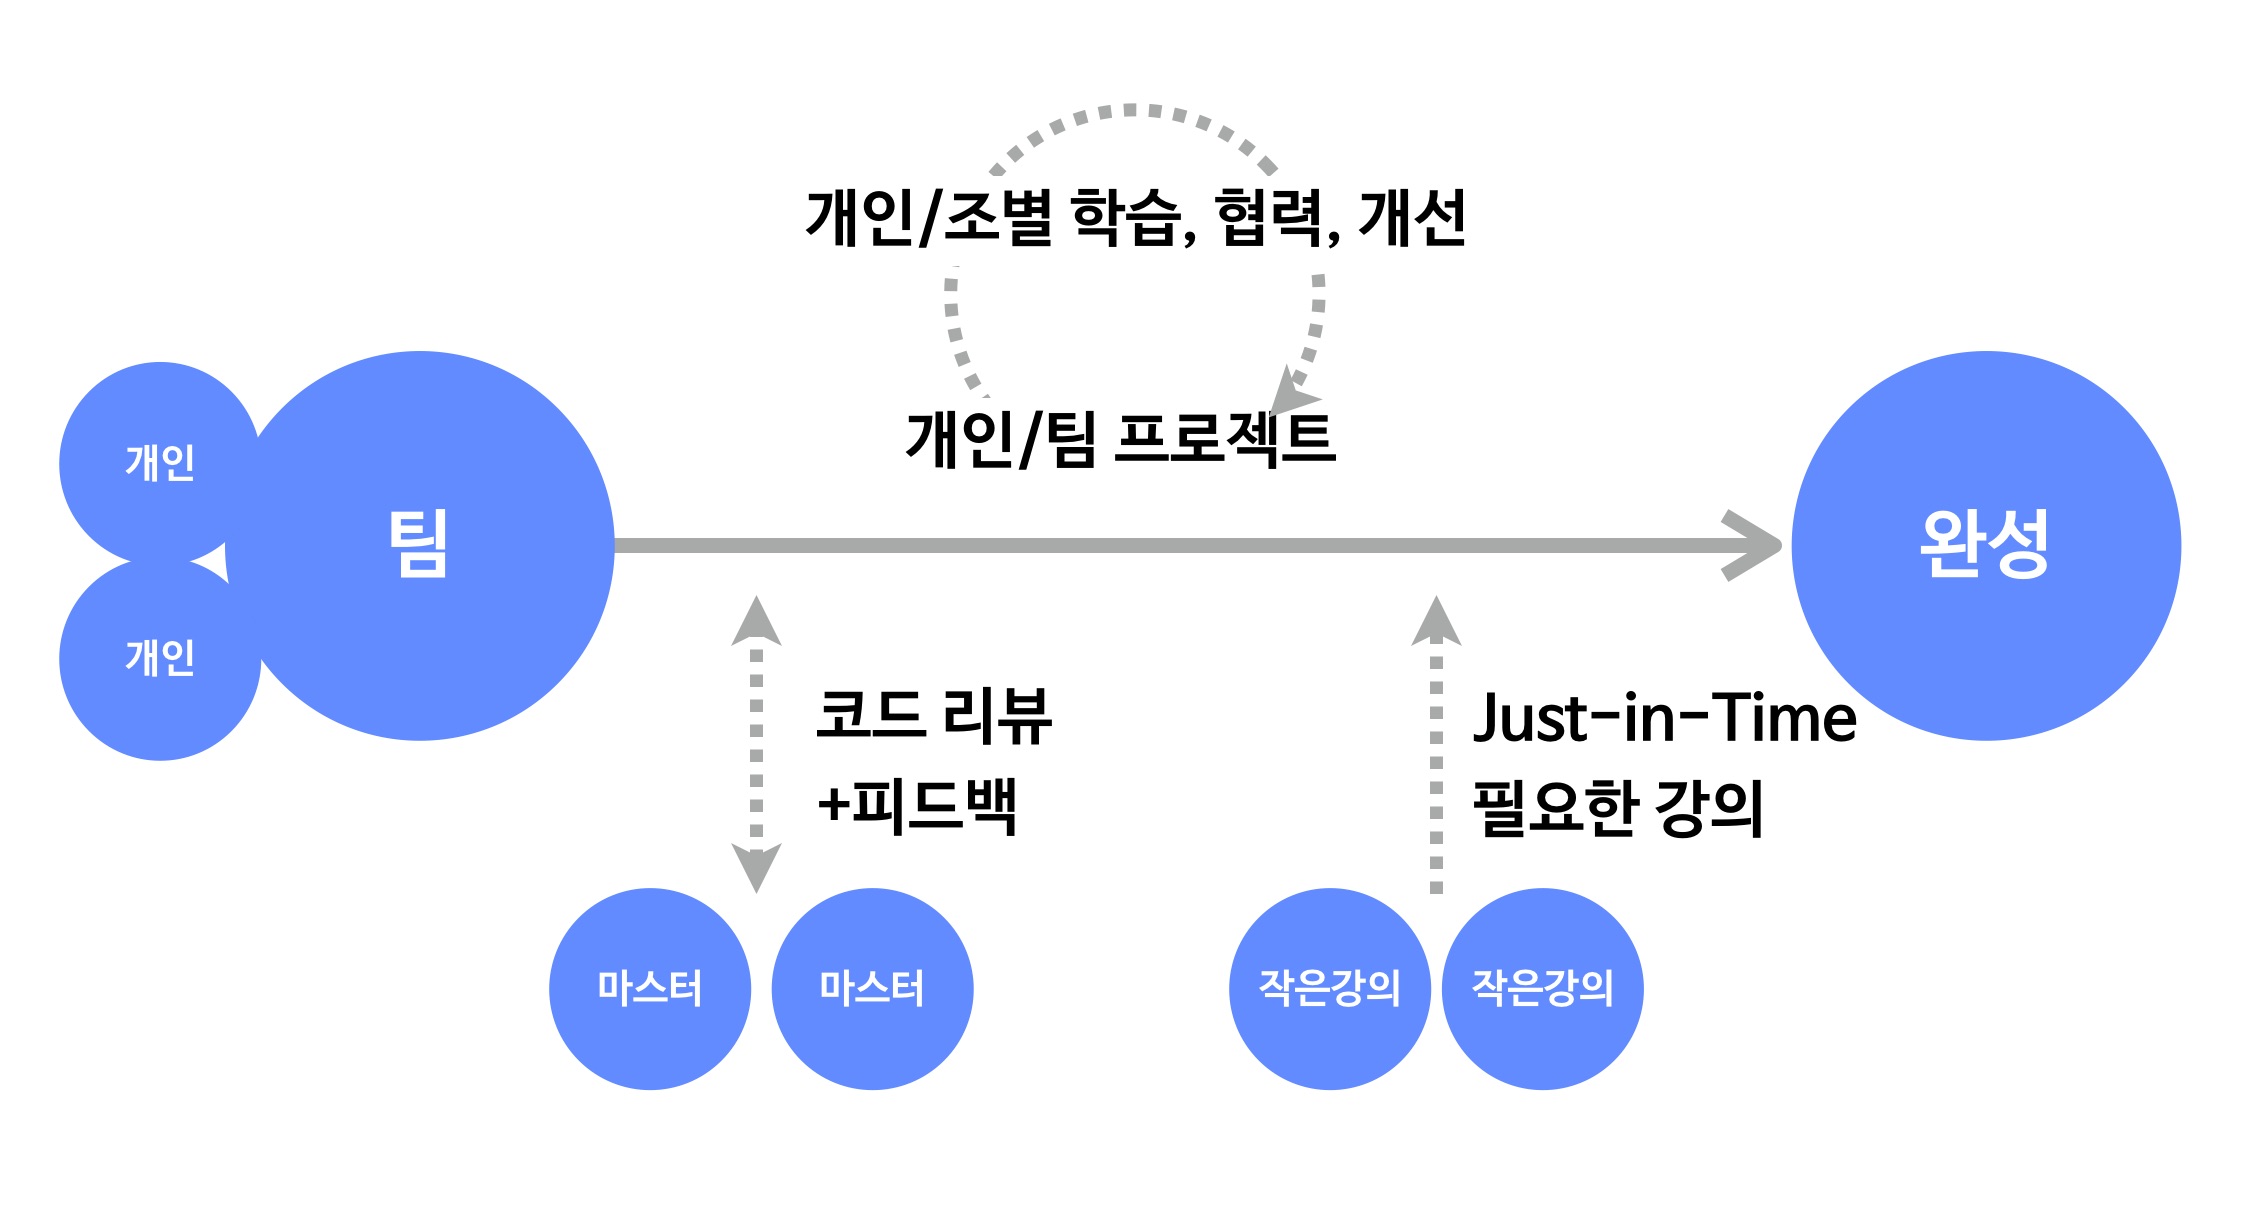 개인/조별 학습, 협력, 개선
개인/팀 프로젝트
개인
팀
완성
개인
코드 리뷰
+피드백
Just-in-Time
필요한 강의
마스터
마스터
작은강의
작은강의